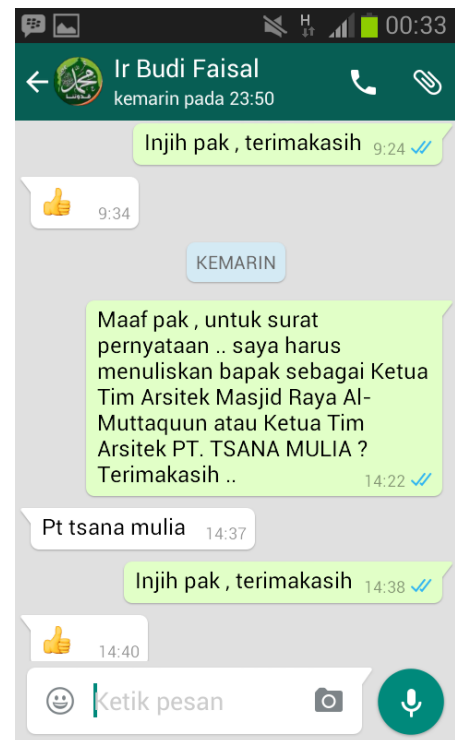 H
00:33
Ir Budi Faisal
kemarin pada 23:50
Injih pak , terimakasih 9:24
9:34
KEMARIN
Maaf pak , untuk surat
pernyataan .. saya harus
menuliskan bapak sebagai Ketua
Tim Arsitek Masjid Raya Al-
Muttaquun atau Ketua Tim
Arsitek PT. TSANA MULIA ?
Terimakasih .. 14:22
Pt tsana mulia 14:37
Injih pak , terimakasih 14:38
14:40
Ketik pesan